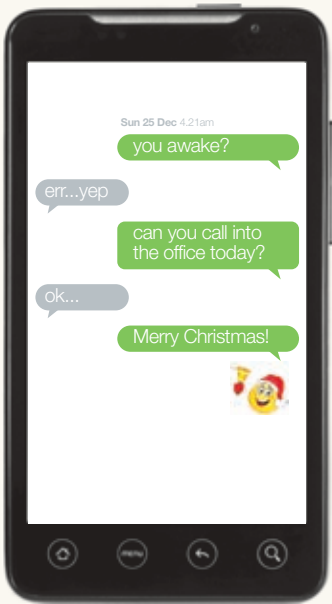 Sun 25 Dec 4.21am
you awake?
err...yep
can you call into
the office today?
ok...
Merry Christmas!
menu